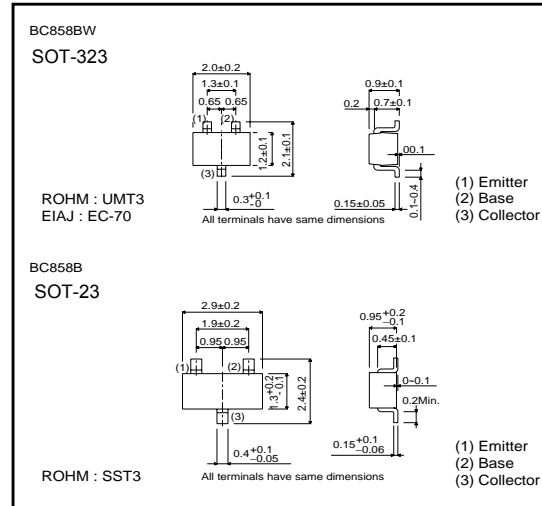 BC858BW
SOT-323
2.0±0.2
1.3±0.1
0.65 0.65
(1) (2)
(3)
1.2±0.1
2.1±0.1
0.3+0.1 -0
All terminals have same dimensions
0.9±0.1
0.2 0.7±0.1
00.1
0.15±0.05
0.1~0.4
ROHM : UMT3
EIAJ : EC-70
(1) Emitter
(2) Base
(3) Collector
BC858B
SOT-23
2.9±0.2
1.9±0.2
0.95 0.95
(1) (2)
(3)
1.3+0.2 -0.1
2.4±0.2
0.4+0.1 -0.05
All terminals have same dimensions
0.95+0.2 -0.1
0.45±0.1
0~0.1
0.2Min.
0.15+0.1 -0.06
ROHM : SST3
(1) Emitter
(2) Base
(3) Collector